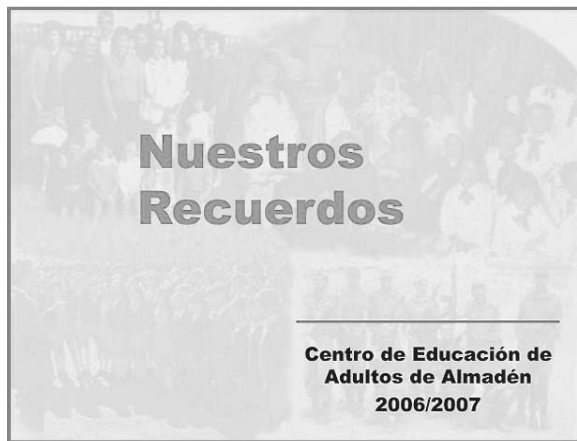 Nuestros
Recuerdos
Centro de Educación de
Adultos de Almadén
2006/2007